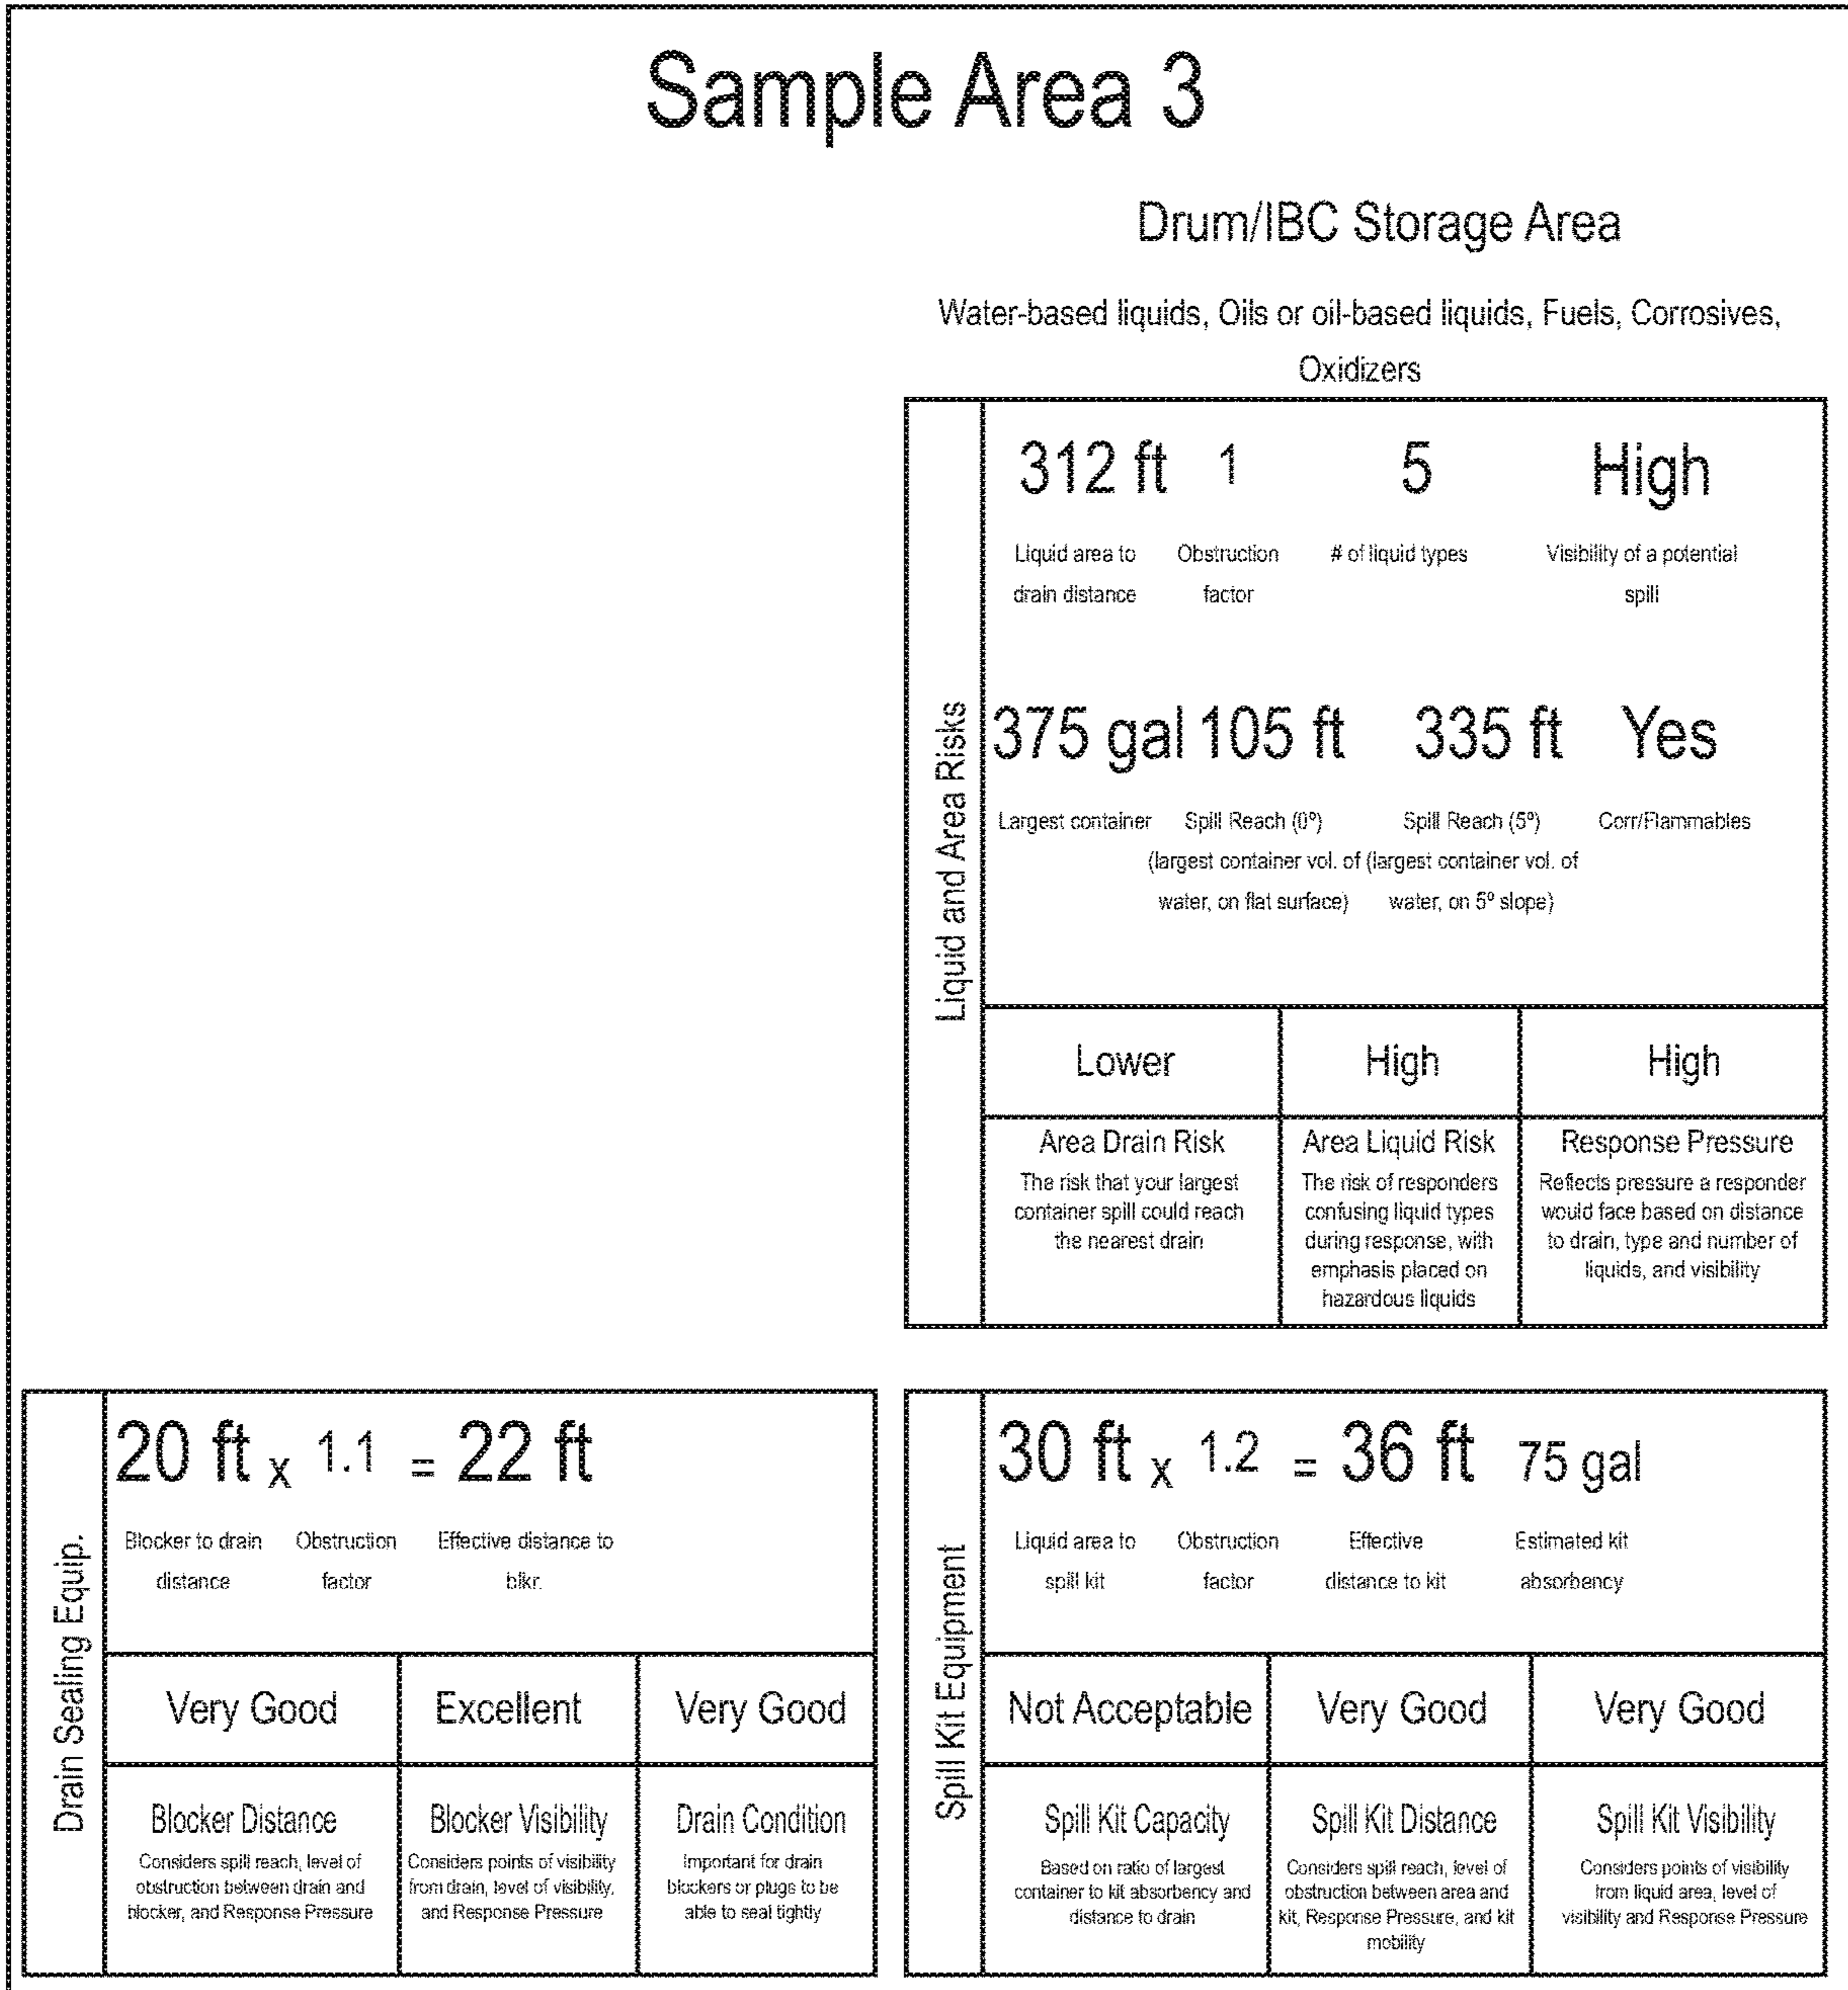 Sample Area 3
Drum/IBC Storage Area
Water-based liquids, Oils or oil-based liquids, Fuels, Corrosives,
Oxidizers
Liquid and Area Risks
312 ft 1 5 High
Liquid area to Obstruction # of liquid types Visibility of a potential
drain distance factor spill
375 gal 105 ft 335 ft Yes
Largest container Spill Reach (0º) Spill Reach (5º) Corr/Flammables
(largest container vol. of (largest container vol. of
water, on flat surface) water, on 5º slope)
Lower High High
Area Drain Risk
The risk that your largest
container spill could reach
the nearest drain
Area Liquid Risk
The risk of responders
confusing liquid types
during response, with
emphasis placed on
hazardous liquids
Response Pressure
Reflects pressure a responder
would face based on distance
to drain, type and number of
liquids, and visibility
Drain Sealing Equip.
20 ft x 1.1 = 22 ft
Blocker to drain Obstruction Effective distance to
distance factor blkr.
Very Good Excellent Very Good
Blocker Distance
Considers spill reach, level of
obstruction between drain and
blocker, and Response Pressure
Blocker Visibility
Considers points of visibility
from drain, level of visibility,
and Response Pressure
Drain Condition
Important for drain
blockers or plugs to be
able to seal tightly
Spill Kit Equipment
30 ft x 1.2 = 36 ft 75 gal
Liquid area to Obstruction Effective Estimated kit
spill kit factor distance to kit absorbency
Not Acceptable Very Good Very Good
Spill Kit Capacity
Based on ratio of largest
container to kit absorbency and
distance to drain
Spill Kit Distance
Considers spill reach, level of
obstruction between area and
kit, Response Pressure, and kit
mobility
Spill Kit Visibility
Considers points of visibility
from liquid area, level of
visibility and Response Pressure